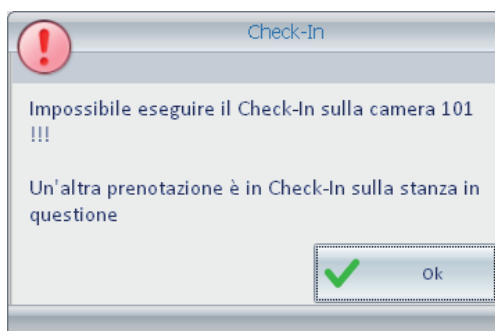 Check-In
Impossibile eseguire il Check-In sulla camera 101
!!!
Un'altra prenotazione è in Check-In sulla stanza in
questione
Ok